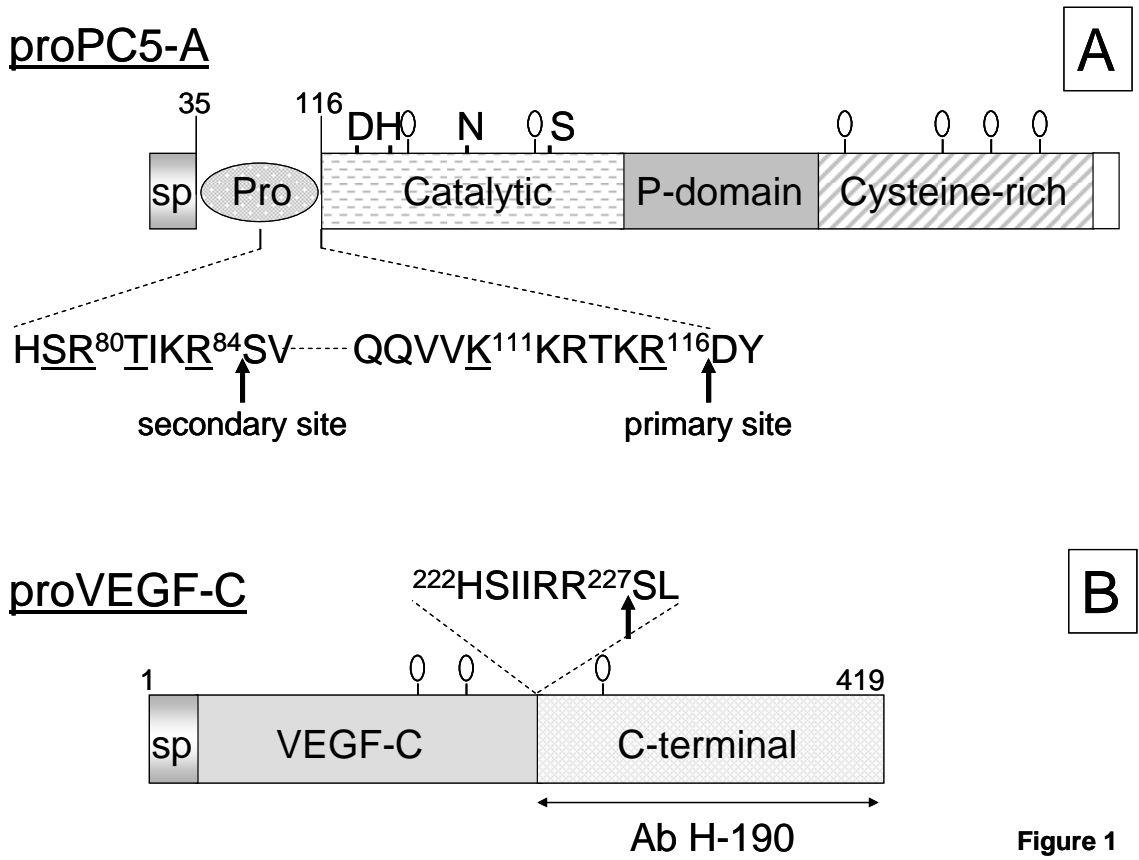 proPC5-A
A
35 116
DH N S
sp Pro Catalytic P-domain Cysteine-rich
HSR80TIKR84SV QQVVK111KRTKR116DY
secondary site primary site
222HSIIRR227SL
proVEGF-C
B
1 419
sp VEGF-C C-terminal
Ab H-190
Figure 1